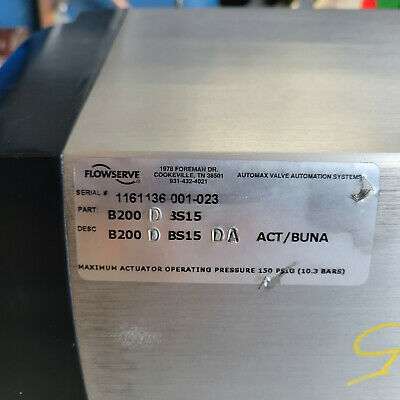 FLOWSERVE
1978 FOREMAN DR.
COOKEVILLE, TN 38501
931-432-4021
AUTOMAX VALVE AUTOMATION SYSTEMS
SERIAL # 1161136 001-023
PART B200 D BS15
DESC B200 D BS15 DA ACT/BUNA
MAXIMUM ACTUATOR OPERATING PRESSURE 150 PSIG (10.3 BARS)